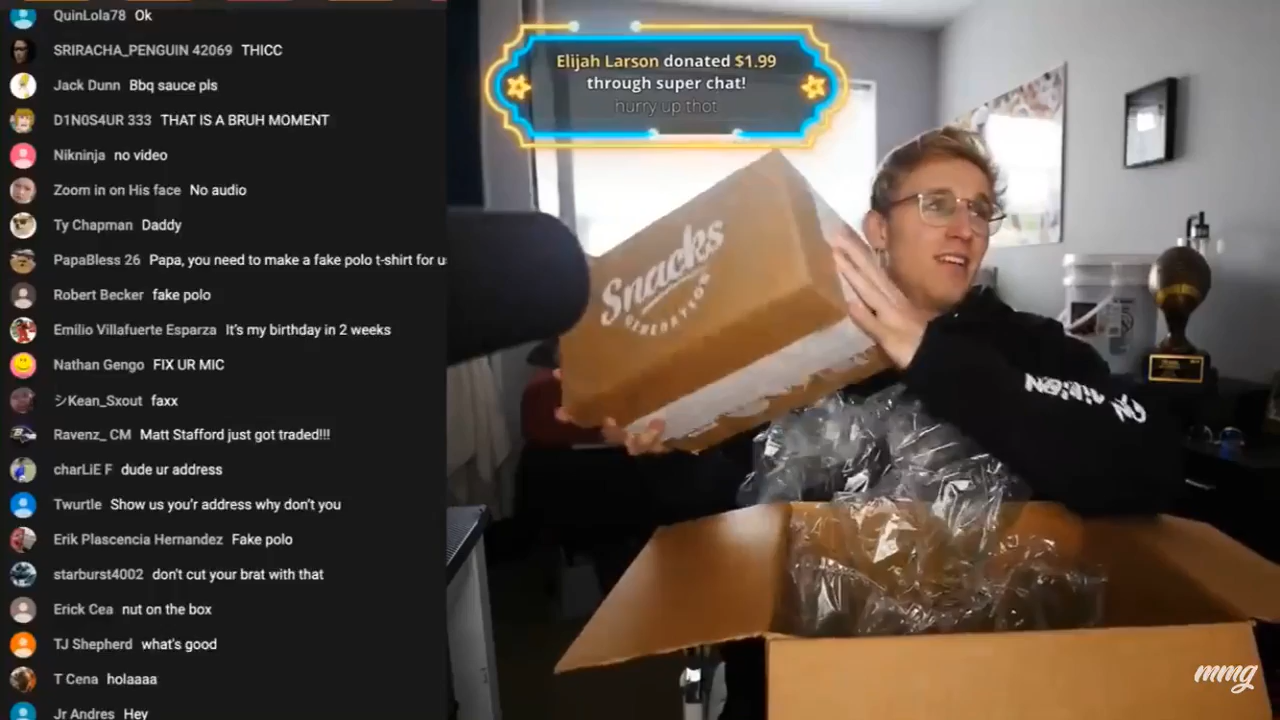 QuinLola78 Ok
SRIRACHA_PENGUIN 42069 THICC
Jack Dunn Bbq sauce pls
D1N0S4UR 333 THAT IS A BRUH MOMENT
Nikninja no video
Zoom in on His face No audio
Ty Chapman Daddy
PapaBless 26 Papa, you need to make a fake polo t-shirt for u
Robert Becker fake polo
Emilio Villafuerte Esparza It's my birthday in 2 weeks
Nathan Gengo FIX UR MIC
シKean_Sxout faxx
Ravenz_ CM Matt Stafford just got traded!!!
charLiE F dude ur address
Twurtle Show us you'r address why don't you
Erik Plascencia Hernandez Fake polo
starburst4002 don't cut your brat with that
Erick Cea nut on the box
TJ Shepherd what's good
T Cena holaaaa
Jr Andres Hey
Elijah Larson donated $1.99
through super chat!
hurry up thot
Snacks
GENERATION
mmg